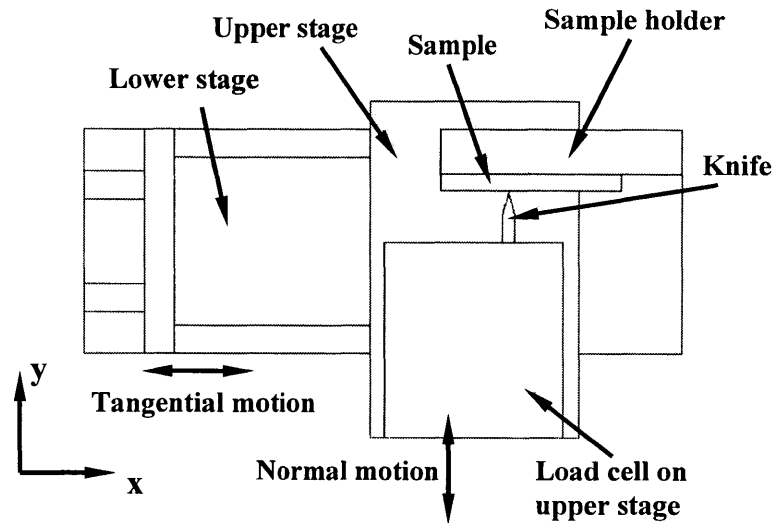 Upper stage
Sample holder
Sample
Lower stage
Knife
y
Tangential motion
x
Normal motion
Load cell on
upper stage